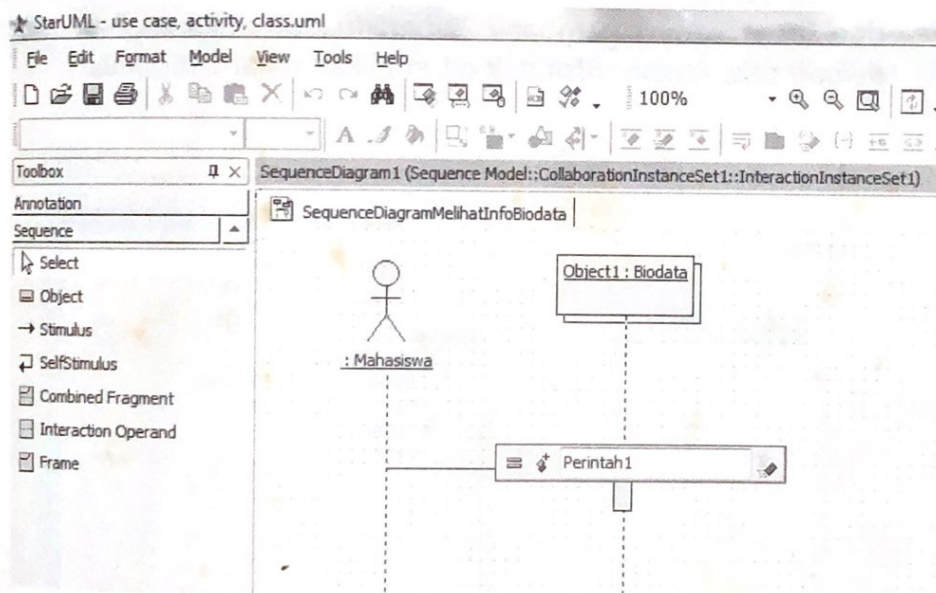 StarUML - use case, activity, class.uml
File Edit Format Model View Tools Help
100%
A
Toolbox
SequenceDiagram1 (Sequence Model::CollaborationInstanceSet1::InteractionInstanceSet1)
Annotation
SequenceDiagramMelihatInfoBiodata
Sequence
Select
Object
Stimulus
SelfStimulus
Combined Fragment
Interaction Operand
Frame
Object1 : Biodata
: Mahasiswa
Perintah1